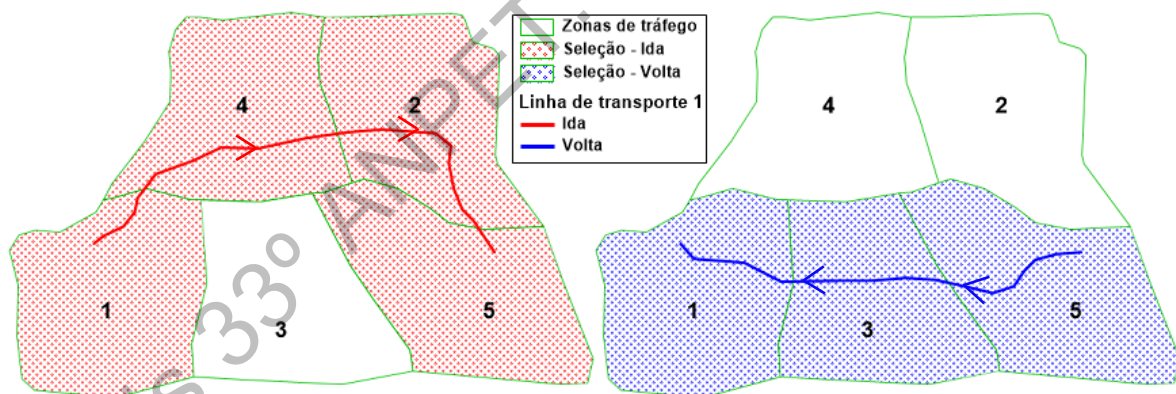 Zonas de tráfego
Seleção - Ida
Seleção - Volta
Linha de transporte 1
Ida
Volta
4
2
1
3
5
4
2
1
3
5
33º ANPET.